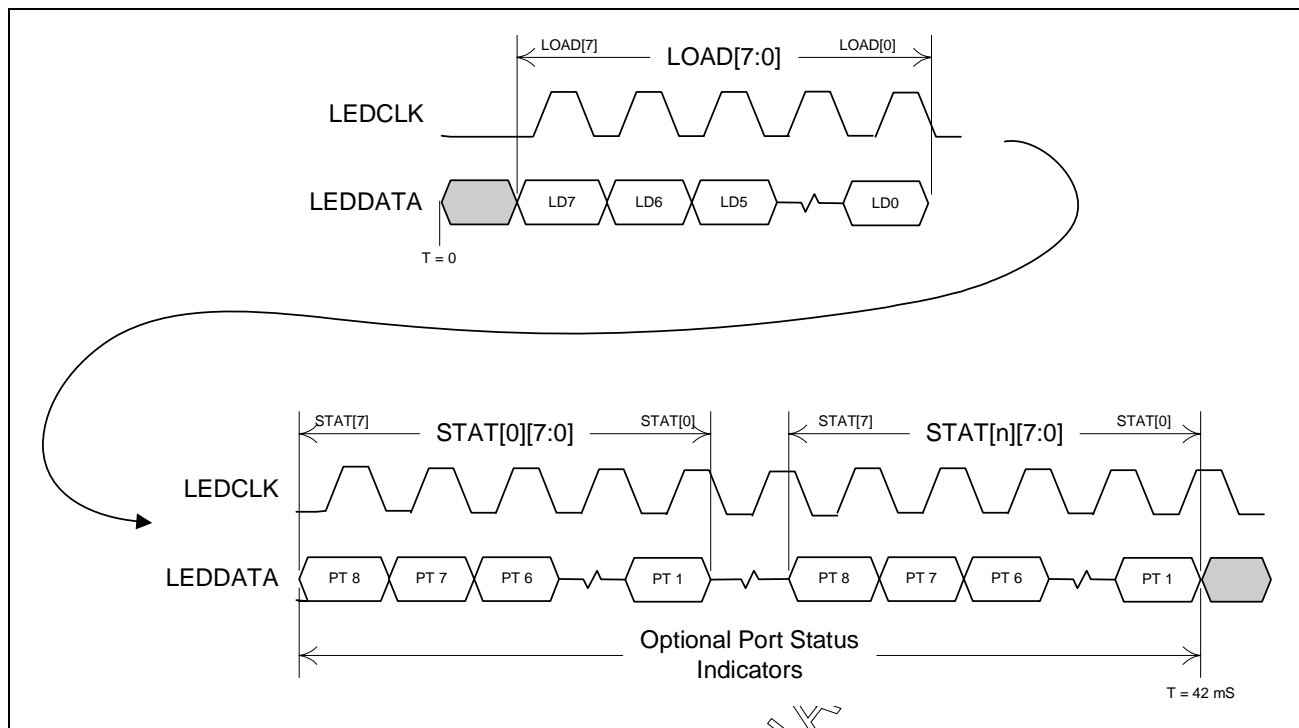 LOAD[7] LOAD[7:0] LOAD[0]
LEDCLK
LEDDATA LD7 LD6 LD5 LD0
T = 0
STAT[7] STAT[0][7:0] STAT[0] STAT[7] STAT[n][7:0] STAT[0]
LEDCLK
LEDDATA PT 8 PT 7 PT 6 PT 1 PT 8 PT 7 PT 6 PT 1
Optional Port Status
Indicators
T = 42 mS